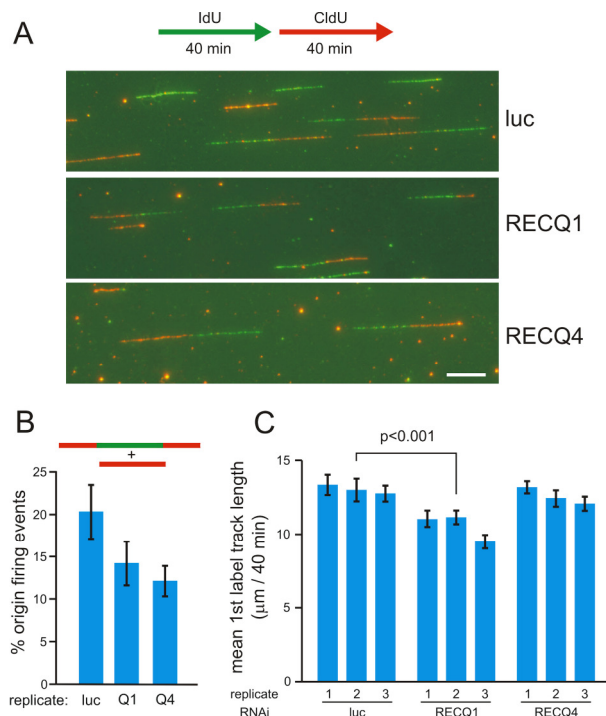 A
IdU
CldU
40 min
40 min
luc
RECQ1
RECQ4
B
+
25
20
15
10
5
0
% origin firing events
replicate: luc Q1 Q4
C
p<0.001
15
10
5
0
mean 1st label track length
(μm / 40 min)
replicate 1 2 3 1 2 3 1 2 3
RNAi luc RECQ1 RECQ4